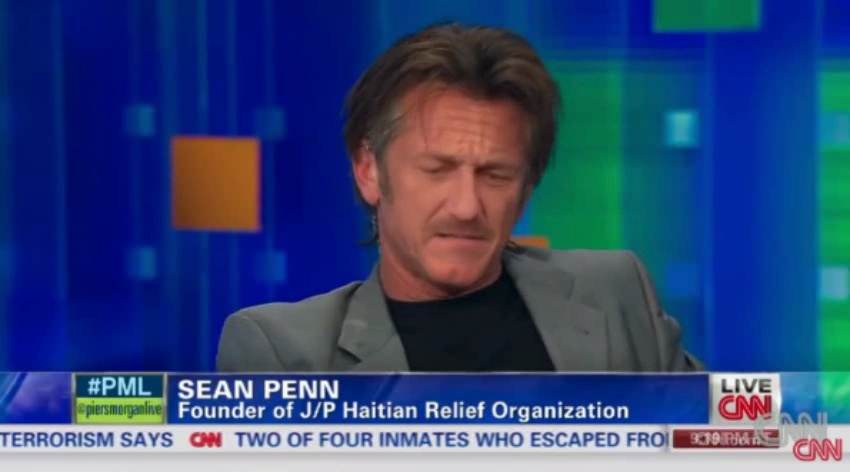 #PML
@piersmorganlive
SEAN PENN
Founder of J/P Haitian Relief Organization
LIVE
CNN
TERRORISM SAYS CNN TWO OF FOUR INMATES WHO ESCAPED FRO
CNN
CNN